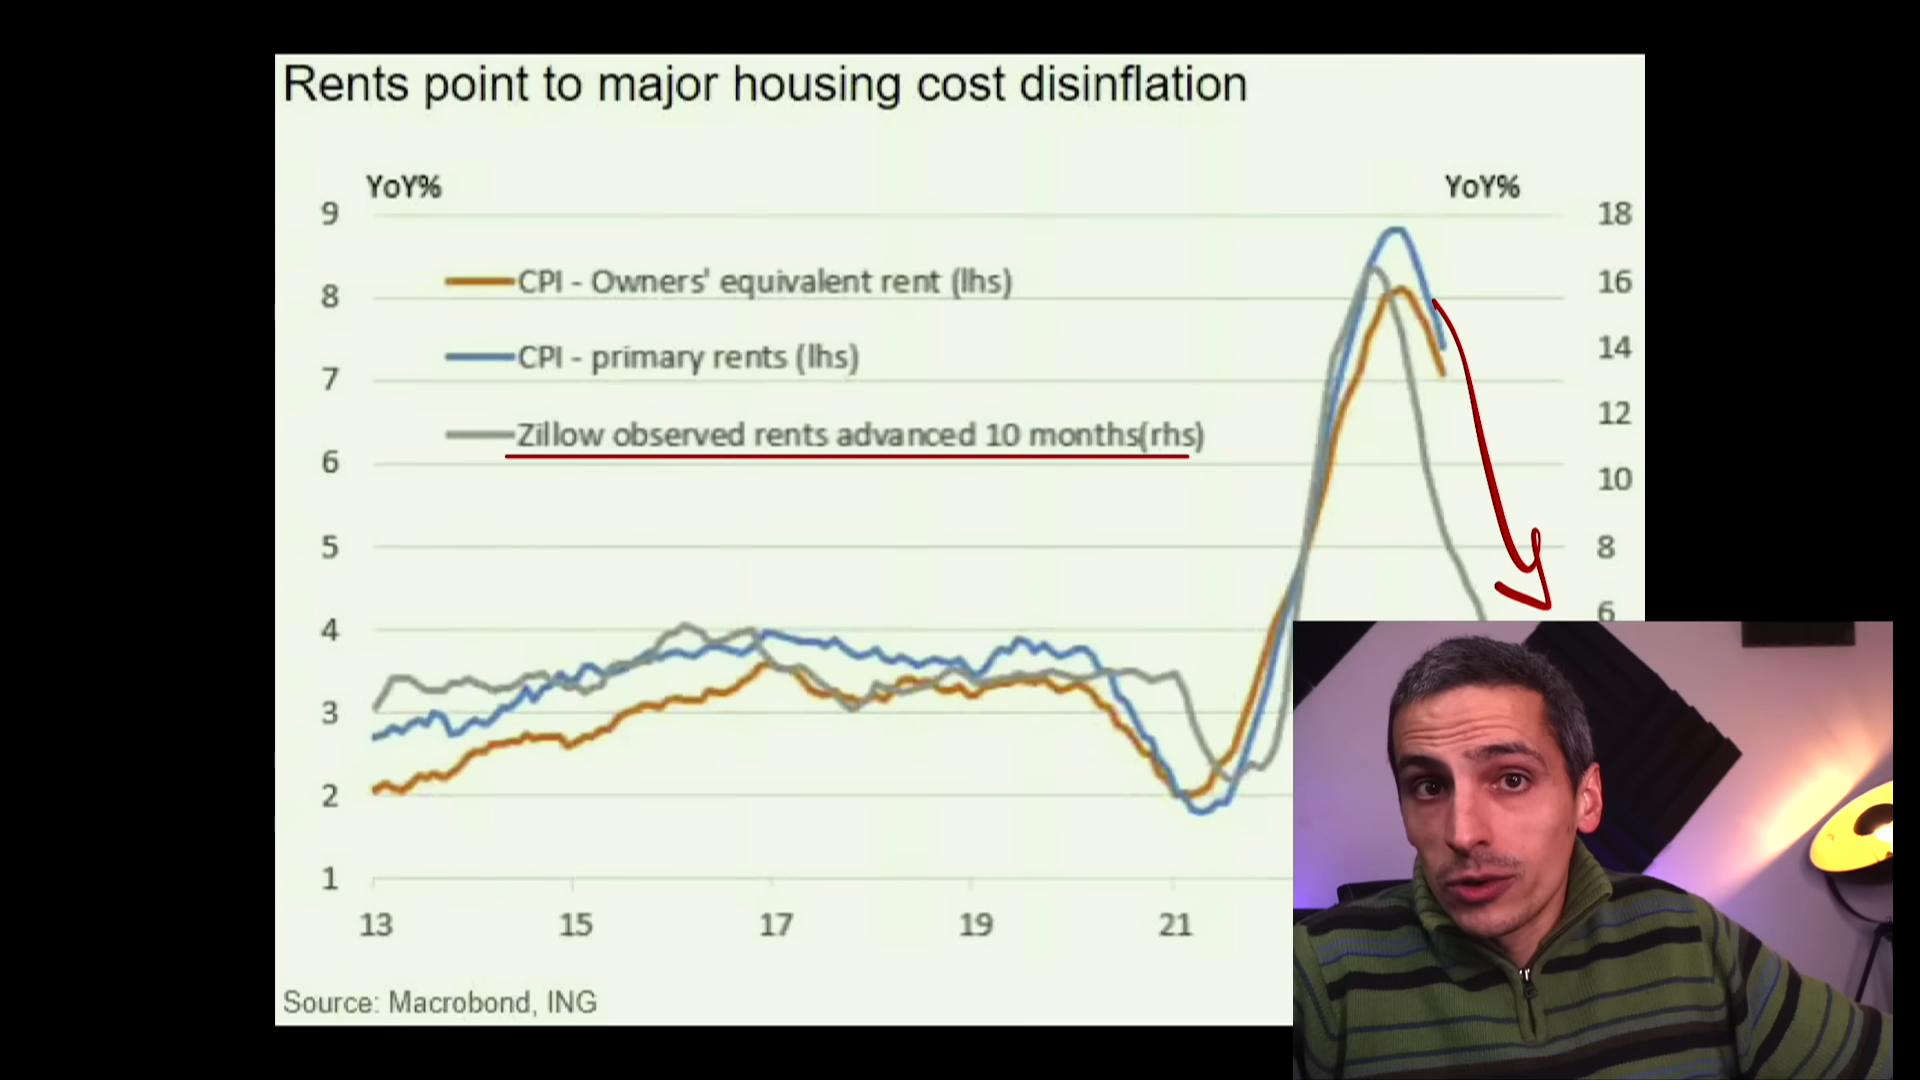 Rents point to major housing cost disinflation
YoY% YoY%
9 18
CPI - Owners' equivalent rent (lhs)
8 16
CPI - primary rents (lhs)
14
7
12
Zillow observed rents advanced 10 months(rhs)
6
10
5 8
4 6
3
2
1
13 15 17 19 21
Source: Macrobond, ING